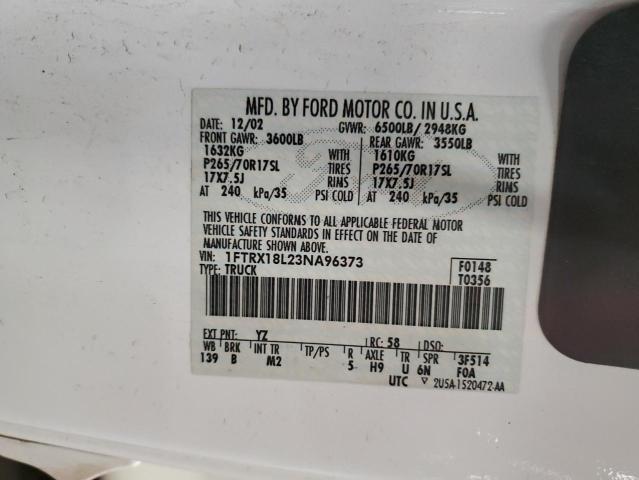 MFD. BY FORD MOTOR CO. IN U.S.A.
DATE: 12/02 GVWR: 6500LB/ 2948KG
FRONT GAWR: 3600LB REAR GAWR: 3550LB
1632KG WITH 1610KG WITH
P265/70R17SL TIRES P265/70R17SL TIRES
17X7.5J RIMS 17X7.5J RIMS
AT 240 kPa/35 PSI COLD AT 240 kPa/35 PSI COLD
THIS VEHICLE CONFORMS TO ALL APPLICABLE FEDERAL MOTOR
VEHICLE SAFETY STANDARDS IN EFFECT ON THE DATE OF
MANUFACTURE SHOWN ABOVE.
VIN: 1FTRX18L23NA96373 F0148
TYPE: TRUCK T0356
EXT PNT: YZ RC: 58 DSO:
WB BRK INT TR TP/PS R AXLE TR SPR 3F514
139 B M2 5 H9 U 6N F0A
UTC ▽ 2U5A-1520472-AA